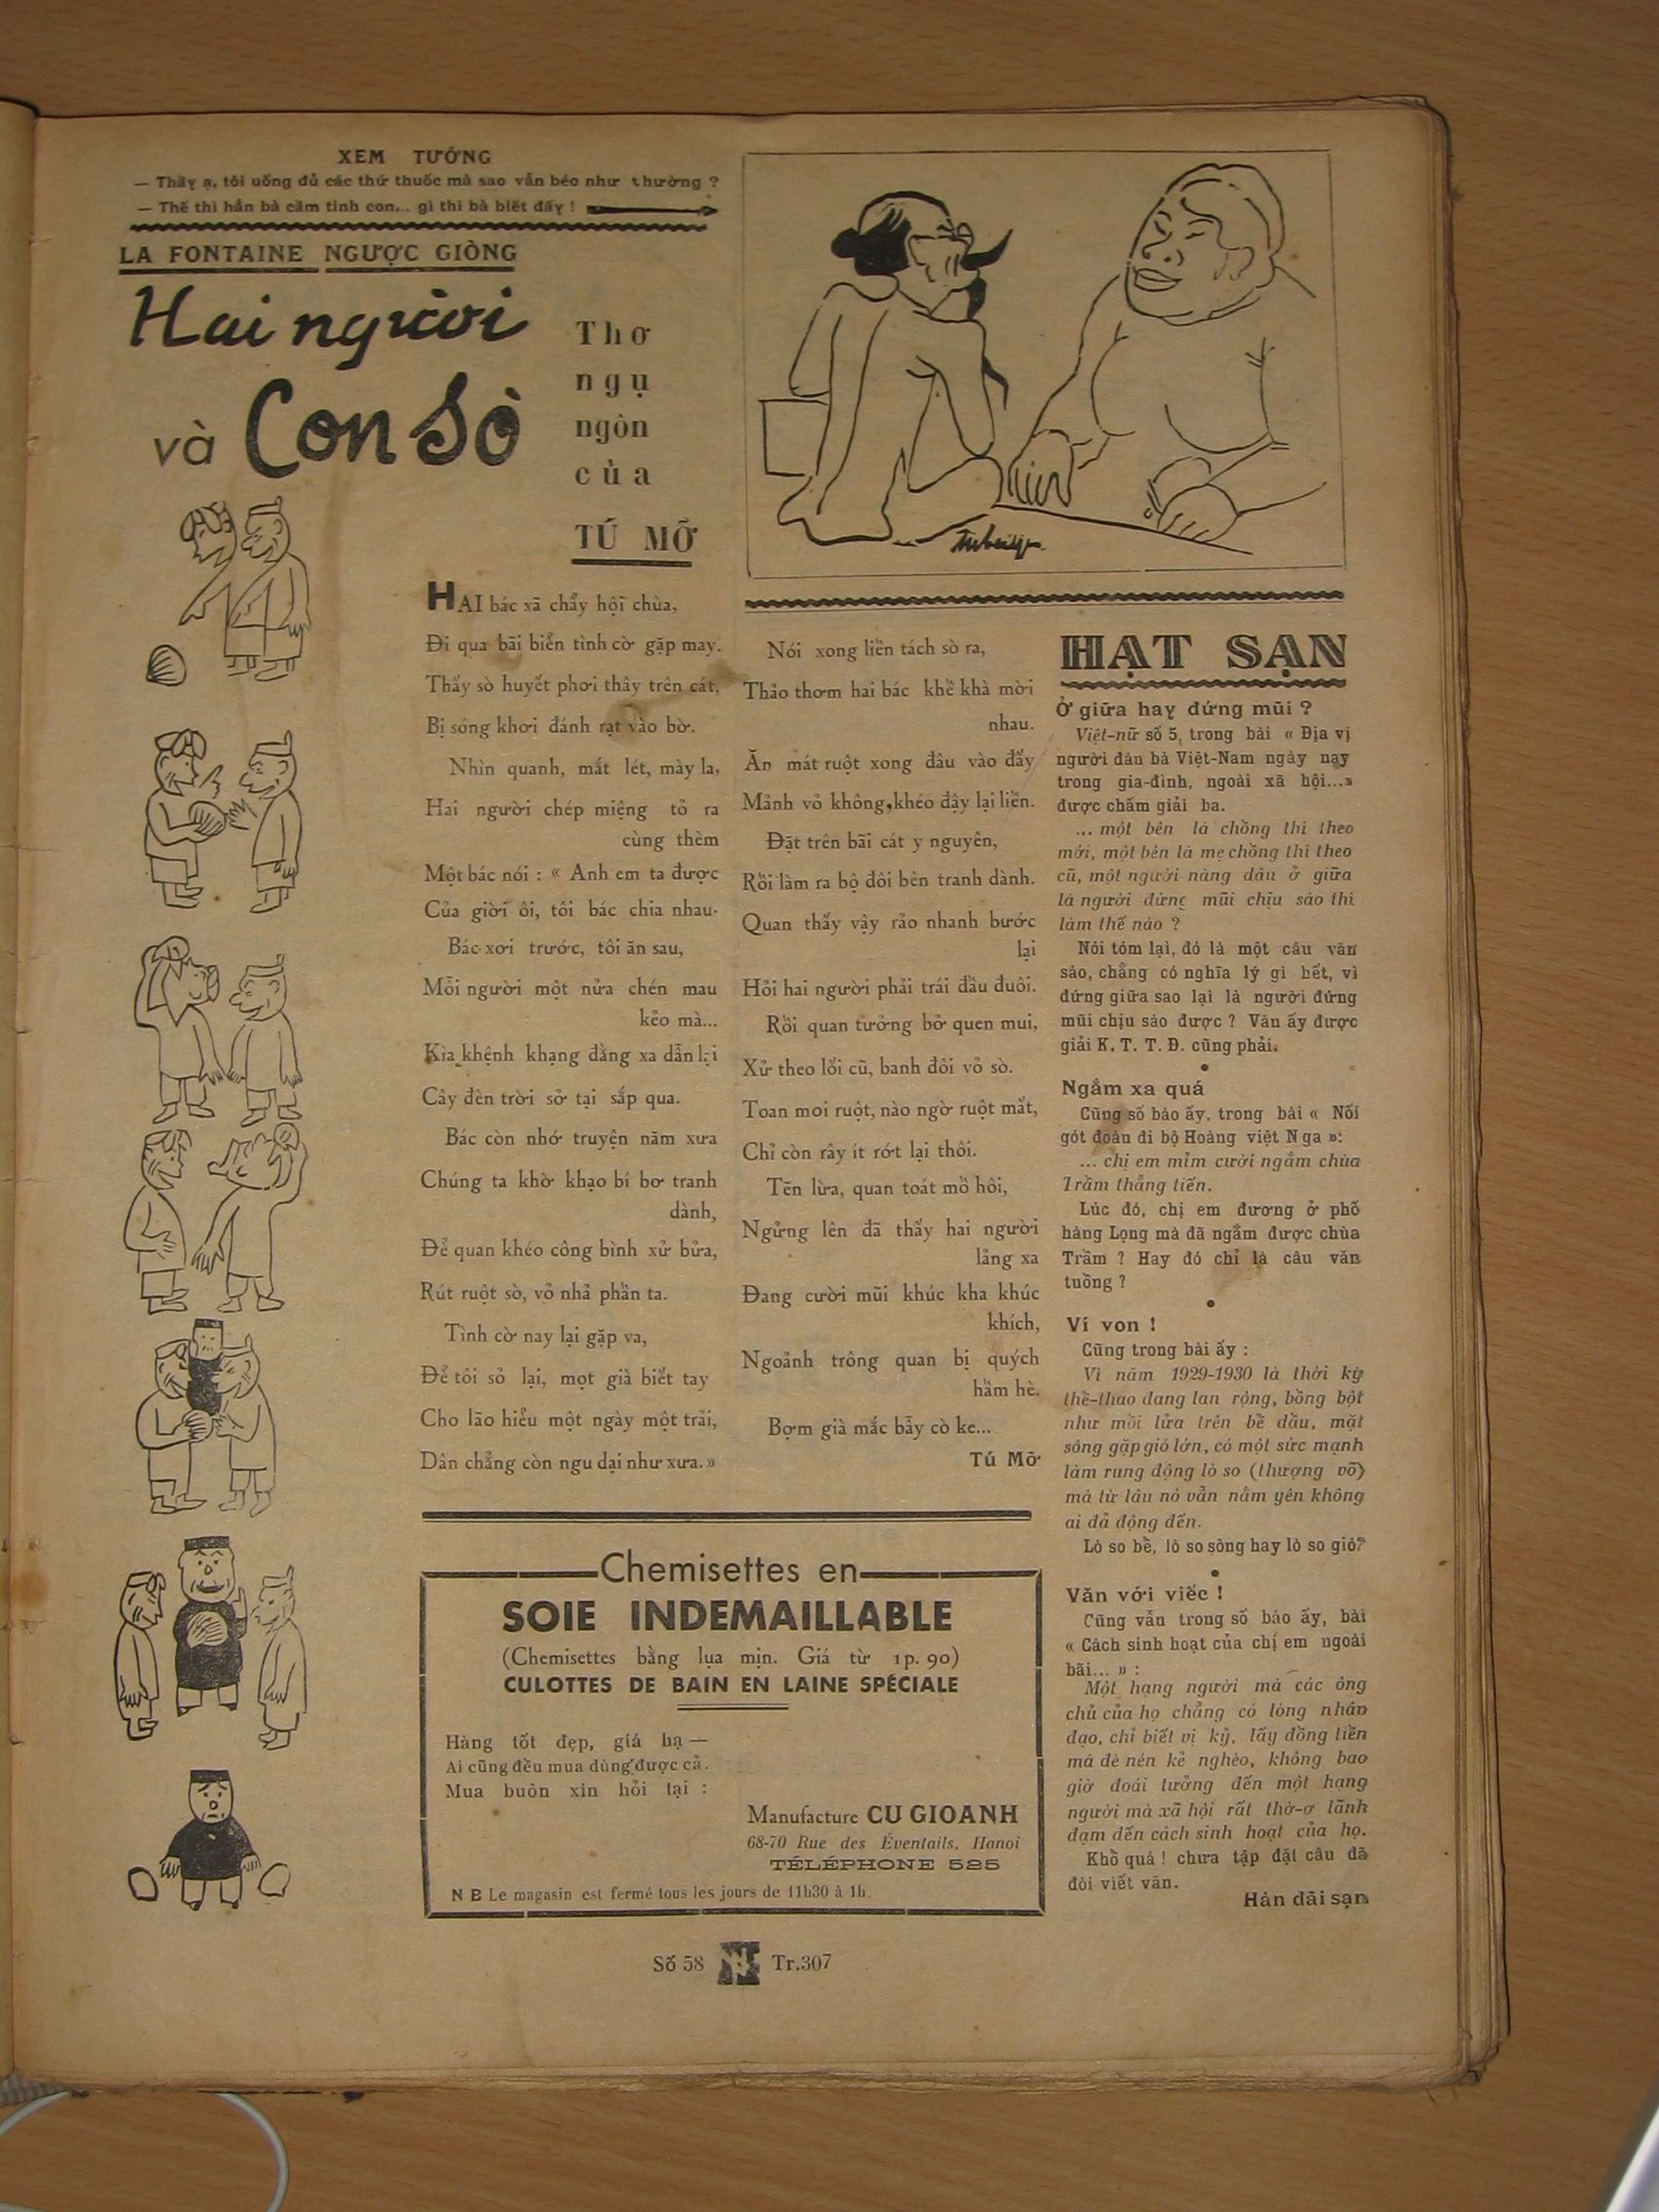 XEM TƯỚNG
— Thầy ạ, tôi uống đủ các thứ thuốc mà sao vẫn béo như thường ?
— Thế thì hẳn bà cầm tinh con... gì thì bà biết đấy !
LA FONTAINE NGƯỢC GIÒNG
Hai người
và Con Sò
Thơ
ngụ
ngôn
của
TÚ MỠ
HAI bác xã chẩy hội chùa,
Đi qua bãi biển tình cờ gặp may.
Thấy sò huyết phơi thây trên cát,
Bị sóng khơi đánh rạt vào bờ.
Nhìn quanh, mắt lét, mày la,
Hai người chép miệng tỏ ra
cùng thèm
Một bác nói : « Anh em ta được
Của giời ôi, tôi bác chia nhau.
Bác xơi trước, tôi ăn sau,
Mỗi người một nửa chén mau
kẻo mà...
Kìa khệnh khạng đằng xa dẫn lại
Cây đèn trời sở tại sắp qua.
Bác còn nhớ truyện năm xưa
Chúng ta khờ khạo bí bơ tranh
dành,
Để quan khéo công bình xử bửa,
Rút ruột sò, vỏ nhả phần ta.
Tình cờ nay lại gặp va,
Để tôi sỏ lại, mọt già biết tay
Cho lão hiểu một ngày một trải,
Dân chẳng còn ngu dại như xưa. »
Nói xong liền tách sò ra,
Thảo thơm hai bác khề khà mời
nhau.
Ăn mát ruột xong đâu vào đấy
Mảnh vỏ không, khéo đậy lại liền.
Đặt trên bãi cát y nguyên,
Rồi làm ra bộ đôi bên tranh dành.
Quan thấy vậy rảo nhanh bước
lại
Hỏi hai người phải trái đầu đuôi.
Rồi quan tưởng bở quen mui,
Xử theo lối cũ, banh đôi vỏ sò.
Toan moi ruột, nào ngờ ruột mất,
Chỉ còn rây ít rớt lại thôi.
Tẽn lừa, quan toát mồ hôi,
Ngửng lên đã thấy hai người
lảng xa
Đang cười mũi khúc kha khúc
khích,
Ngoảnh trông quan bị quých
hầm hè.
Bợm già mắc bẫy cò ke...
Tú Mỡ
Chemisettes en
SOIE INDEMAILLABLE
(Chemisettes bằng lụa mịn. Giá từ 1p.90)
CULOTTES DE BAIN EN LAINE SPÉCIALE
Hàng tốt đẹp, giá hạ —
Ai cũng đều mua dùng được cả.
Mua buôn xin hỏi tại :
Manufacture CU GIOANH
68-70 Rue des Éventails, Hanoi
TÉLÉPHONE 525
N B Le magasin est fermé tous les jours de 11h30 à 1h.
HẠT SẠN
Ở giữa hay đứng mũi ?
Việt-nữ số 5, trong bài « Địa vị
người đàn bà Việt-Nam ngày nay
trong gia-đình, ngoài xã hội...»
được chấm giải ba.
... một bên là chồng thì theo
mới, một bên là mẹ chồng thì theo
cũ, một người nàng dâu ở giữa
là người đứng mũi chịu sào thì
làm thế nào ?
Nói tóm lại, đó là một câu văn
sáo, chẳng có nghĩa lý gì hết, vì
đứng giữa sao lại là người đứng
mũi chịu sào được ? Văn ấy được
giải K. T. T. Đ. cũng phải.
Ngắm xa quá
Cũng số báo ấy, trong bài « Nối
gót đoàn đi bộ Hoàng việt Nga »:
... chị em mỉm cười ngắm chùa
Trầm thẳng tiến.
Lúc đó, chị em đương ở phố
hàng Lọng mà đã ngắm được chùa
Trầm ? Hay đó chỉ là câu văn
tuồng ?
Ví von !
Cũng trong bài ấy :
Vì năm 1929-1930 là thời kỳ
thể-thao đang lan rộng, bồng bột
như mồi lửa trên bề dầu, mặt
sông gặp gió lớn, có một sức mạnh
làm rung động lò so (thượng võ)
mà từ lâu nó vẫn nằm yên không
ai đả động đến.
Lò so bề, lò so sông hay lò so gió?
Văn với viếc !
Cũng vẫn trong số báo ấy, bài
« Cách sinh hoạt của chị em ngoài
bãi... » :
Một hạng người mà các ông
chủ của họ chẳng có lòng nhân
đạo, chỉ biết vị kỷ, lấy đồng tiền
mà đè nén kẻ nghèo, không bao
giờ đoái tưởng đến một hạng
người mà xã hội rất thờ-ơ lãnh
đạm đến cách sinh hoạt của họ.
Khổ quá ! chưa tập đặt câu đã
đòi viết văn.
Hàn đãi sạn
Số 58 Tr.307